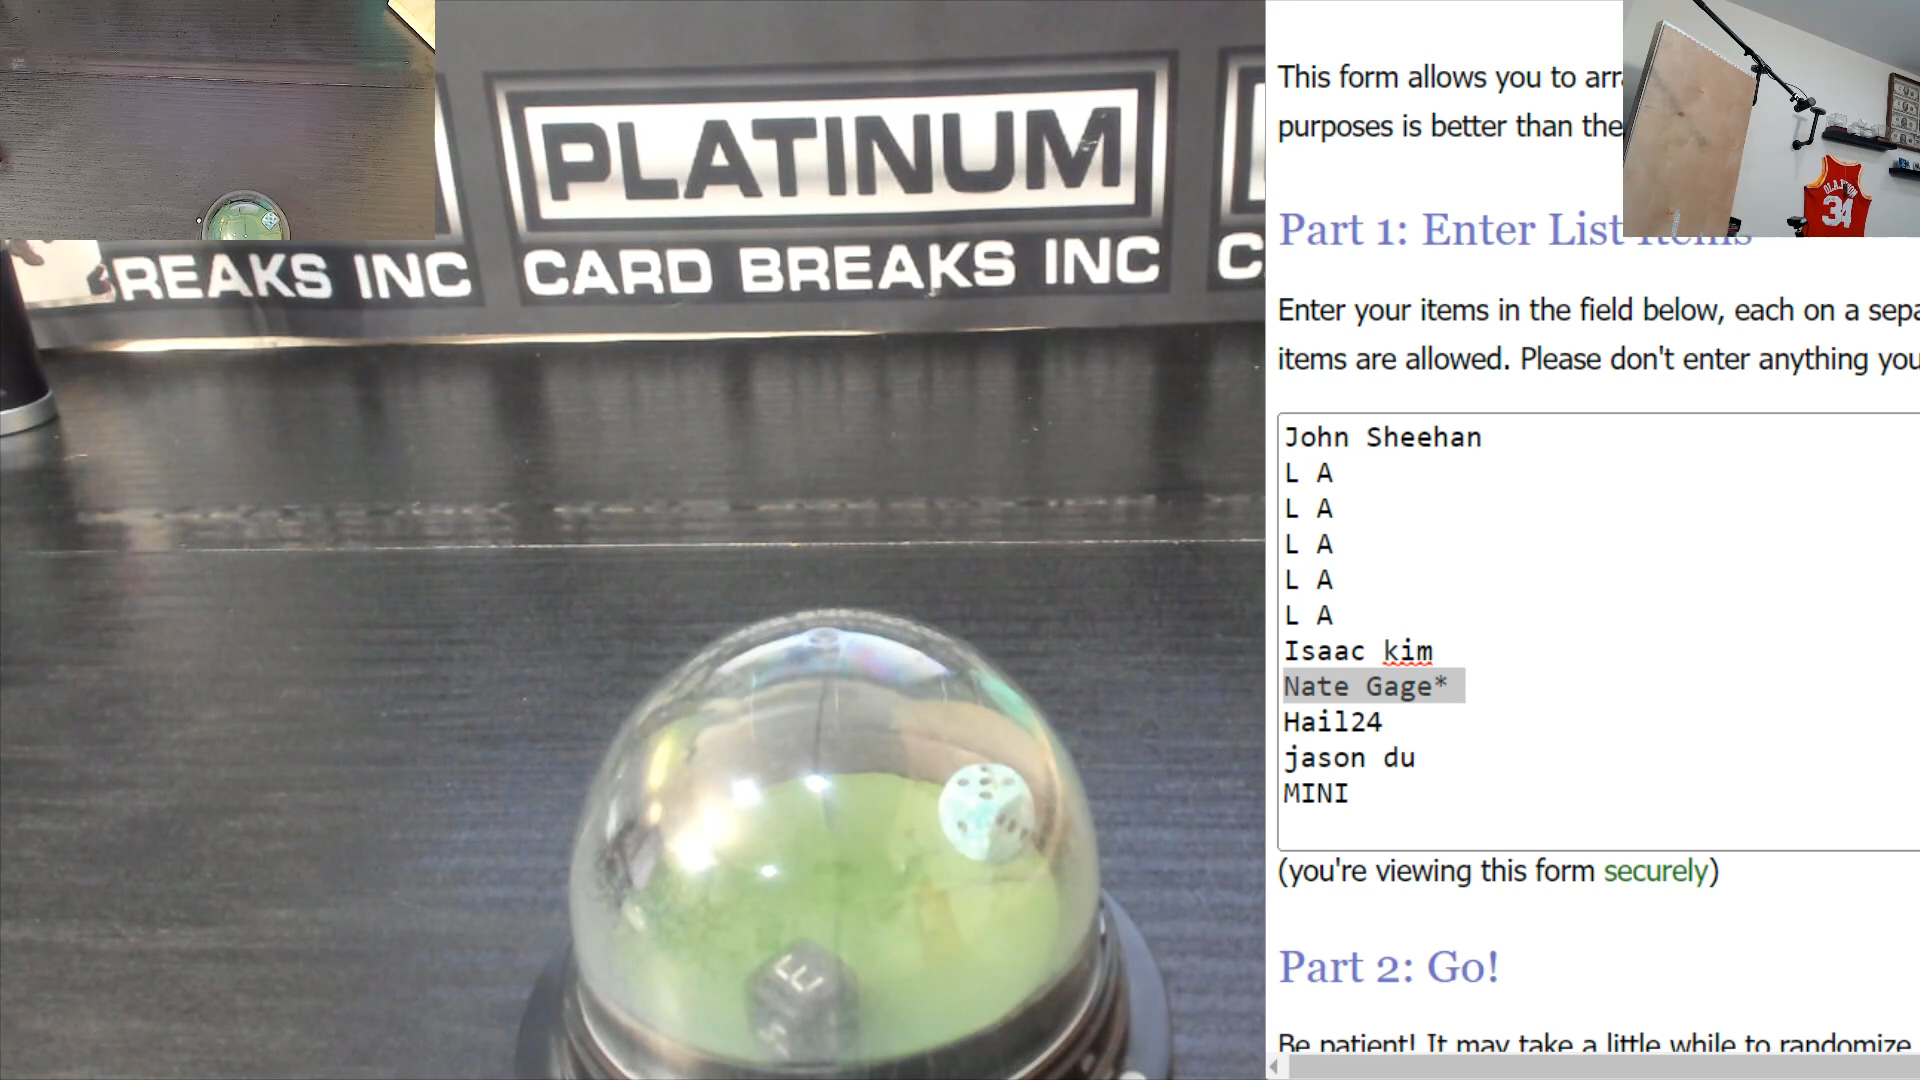 PLATINUM
CARD BREAKS INC
REAKS INC
C
This form allows you to arr
purposes is better than the
Part 1: Enter List Items
Enter your items in the field below, each on a sepa
items are allowed. Please don't enter anything you
John Sheehan
L A
L A
L A
L A
L A
Isaac kim
Nate Gage*
Hail24
jason du
MINI
(you're viewing this form securely)
Part 2: Go!
Be patient! It may take a little while to randomize
34